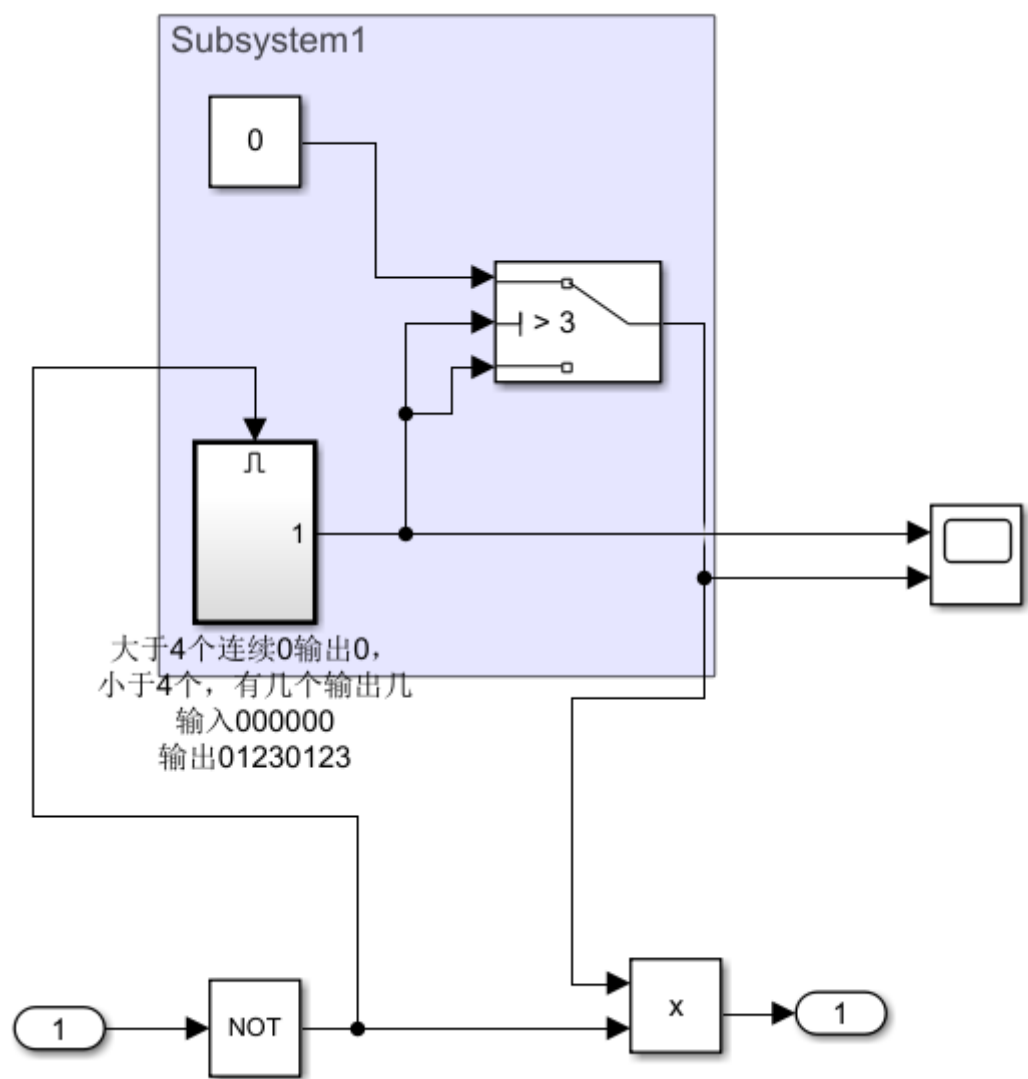 Subsystem1
0
> 3
1
大于4个连续0输出0，
小于4个，有几个输出几
输入000000
输出01230123
1
NOT
x
1